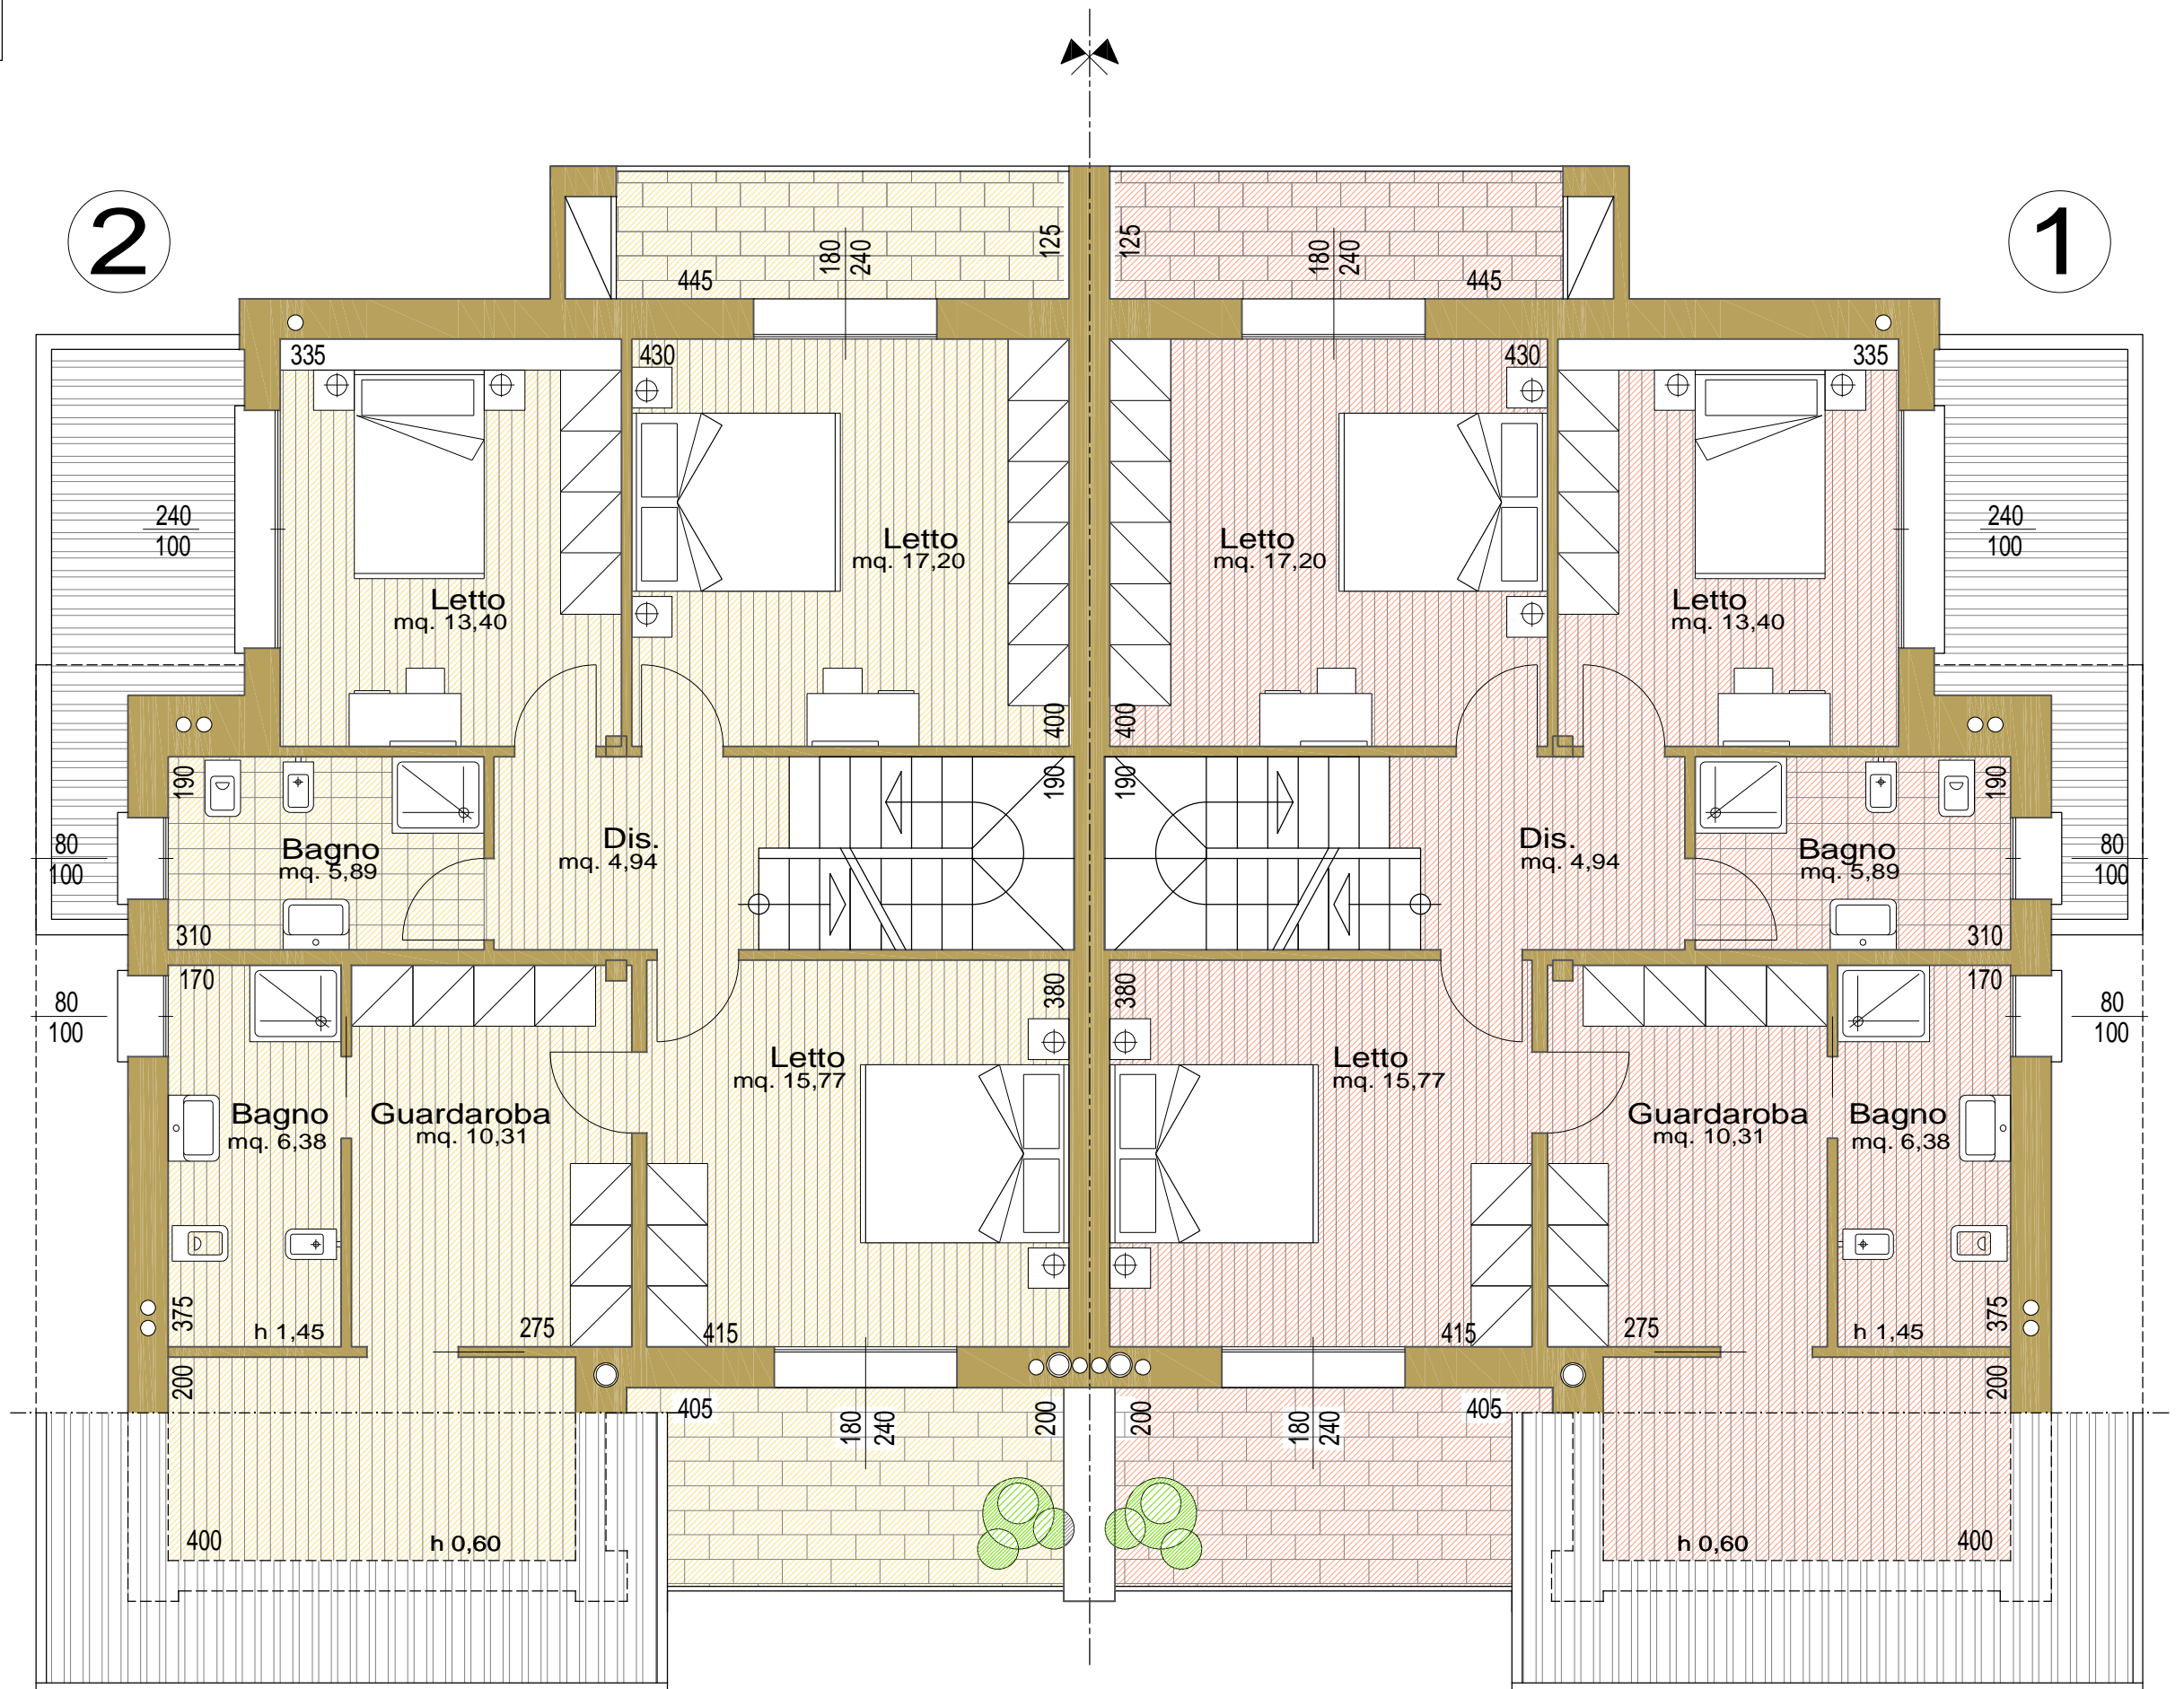 2
1
125
125
180
240
180
240
445
445
335
430
430
335
240
100
240
100
Letto
mq. 17,20
Letto
mq. 17,20
Letto
mq. 13,40
Letto
mq. 13,40
400
400
190
190
190
190
80
100
Bagno
mq. 5,89
Dis.
mq. 4,94
Dis.
mq. 4,94
Bagno
mq. 5,89
80
100
310
310
170
170
80
100
380
380
80
100
Letto
mq. 15,77
Letto
mq. 15,77
Bagno
mq. 6,38
Guardaroba
mq. 10,31
Guardaroba
mq. 10,31
Bagno
mq. 6,38
375
h 1,45
275
415
415
275
h 1,45
375
200
200
405
180
240
200
200
180
240
405
400
h 0,60
h 0,60
400